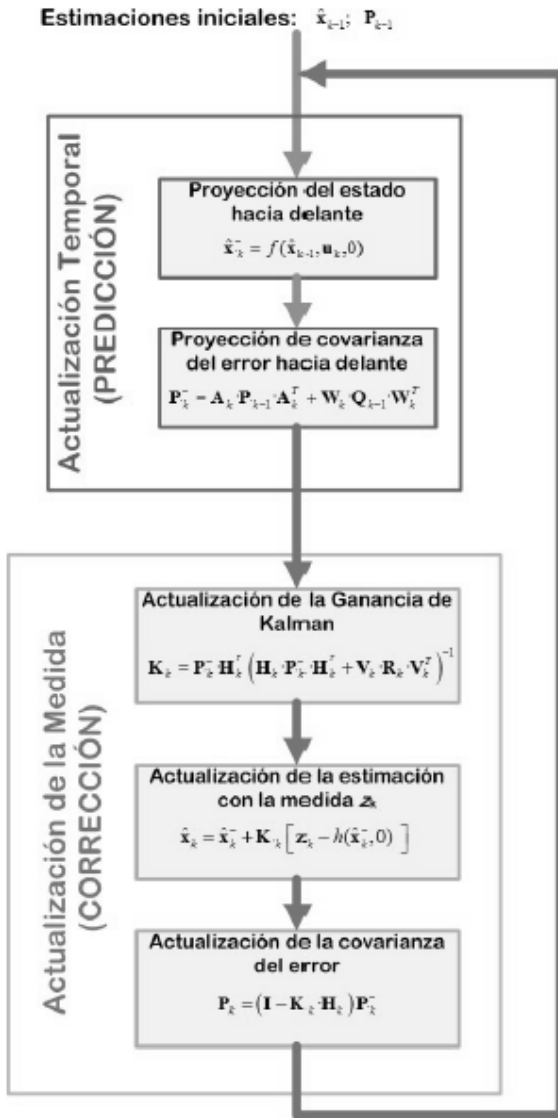 Estimaciones iniciales: x̂ₖ₋₁; Pₖ₋₁
Actualización Temporal
(PREDICCIÓN)
Proyección del estado
hacia delante
x̂ₖ⁻ = f(x̂ₖ₋₁, uₖ, 0)
Proyección de covarianza
del error hacia delante
Pₖ⁻ = Aₖ·Pₖ₋₁·Aₖᵀ + Wₖ·Qₖ₋₁·Wₖᵀ
Actualización de la Medida
(CORRECCIÓN)
Actualización de la Ganancia de
Kalman
Kₖ = Pₖ⁻·Hₖᵀ (Hₖ·Pₖ⁻·Hₖᵀ + Vₖ·Rₖ·Vₖᵀ)⁻¹
Actualización de la estimación
con la medida zₖ
x̂ₖ = x̂ₖ⁻ + Kₖ[zₖ − h(x̂ₖ⁻, 0)]
Actualización de la covarianza
del error
Pₖ = (I − Kₖ·Hₖ)Pₖ⁻